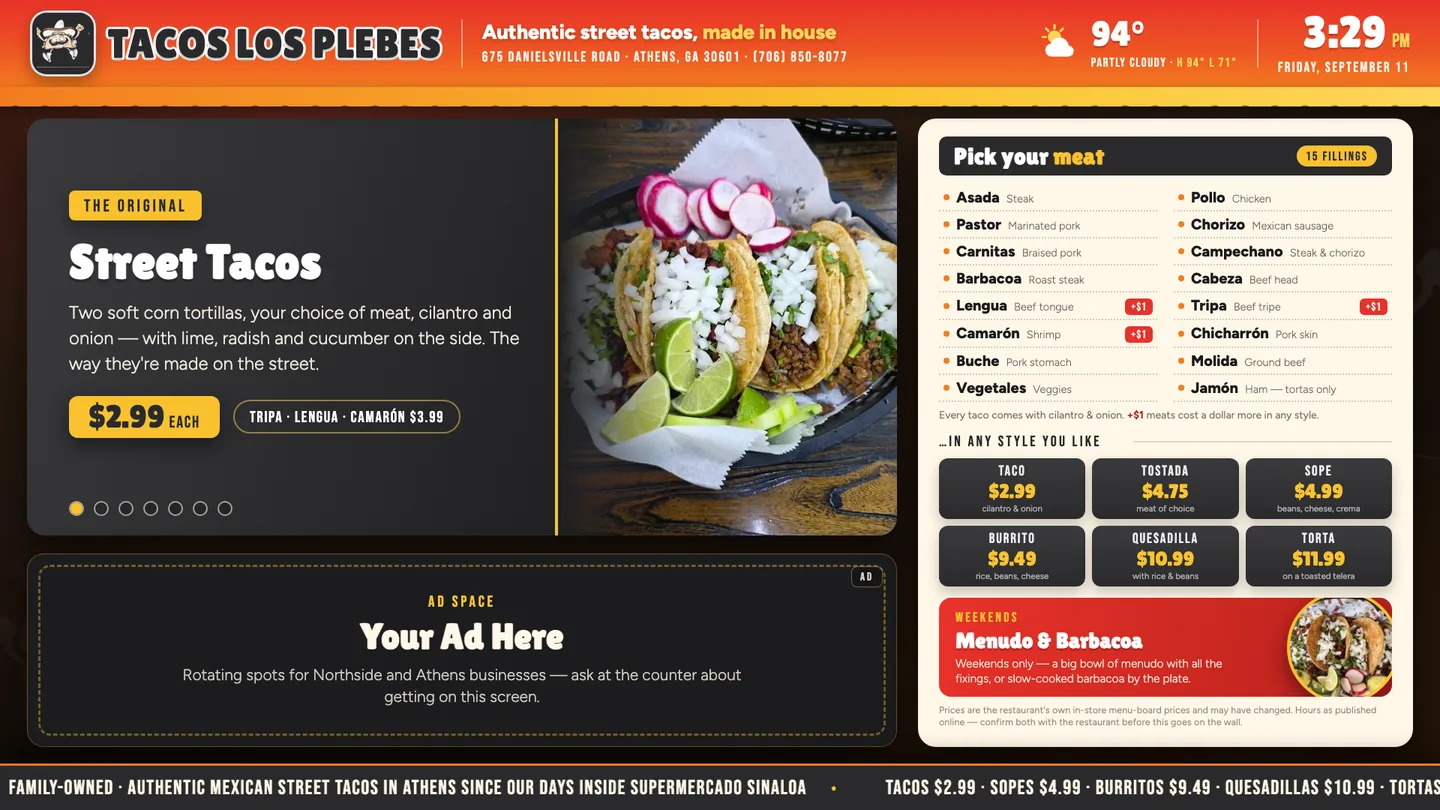 TACOS LOS PLEBES
Authentic street tacos, made in house
675 DANIELSVILLE ROAD · ATHENS, GA 30601 · (706) 850-8077
94°
PARTLY CLOUDY · H 94° L 71°
3:29 PM
FRIDAY, SEPTEMBER 11
THE ORIGINAL
Street Tacos
Two soft corn tortillas, your choice of meat, cilantro and
onion — with lime, radish and cucumber on the side. The
way they're made on the street.
$2.99 EACH
TRIPA · LENGUA · CAMARÓN $3.99
AD
AD SPACE
Your Ad Here
Rotating spots for Northside and Athens businesses — ask at the counter about
getting on this screen.
Pick your meat
15 FILLINGS
Asada Steak
Pollo Chicken
Pastor Marinated pork
Chorizo Mexican sausage
Carnitas Braised pork
Campechano Steak & chorizo
Barbacoa Roast steak
Cabeza Beef head
Lengua Beef tongue +$1
Tripa Beef tripe +$1
Camarón Shrimp +$1
Chicharrón Pork skin
Buche Pork stomach
Molida Ground beef
Vegetales Veggies
Jamón Ham — tortas only
Every taco comes with cilantro & onion. +$1 meats cost a dollar more in any style.
…IN ANY STYLE YOU LIKE
TACO
$2.99
cilantro & onion
TOSTADA
$4.75
meat of choice
SOPE
$4.99
beans, cheese, crema
BURRITO
$9.49
rice, beans, cheese
QUESADILLA
$10.99
with rice & beans
TORTA
$11.99
on a toasted telera
WEEKENDS
Menudo & Barbacoa
Weekends only — a big bowl of menudo with all the
fixings, or slow-cooked barbacoa by the plate.
Prices are the restaurant's own in-store menu-board prices and may have changed. Hours as published
online — confirm both with the restaurant before this goes on the wall.
FAMILY-OWNED · AUTHENTIC MEXICAN STREET TACOS IN ATHENS SINCE OUR DAYS INSIDE SUPERMERCADO SINALOA • TACOS $2.99 · SOPES $4.99 · BURRITOS $9.49 · QUESADILLAS $10.99 · TORTAS